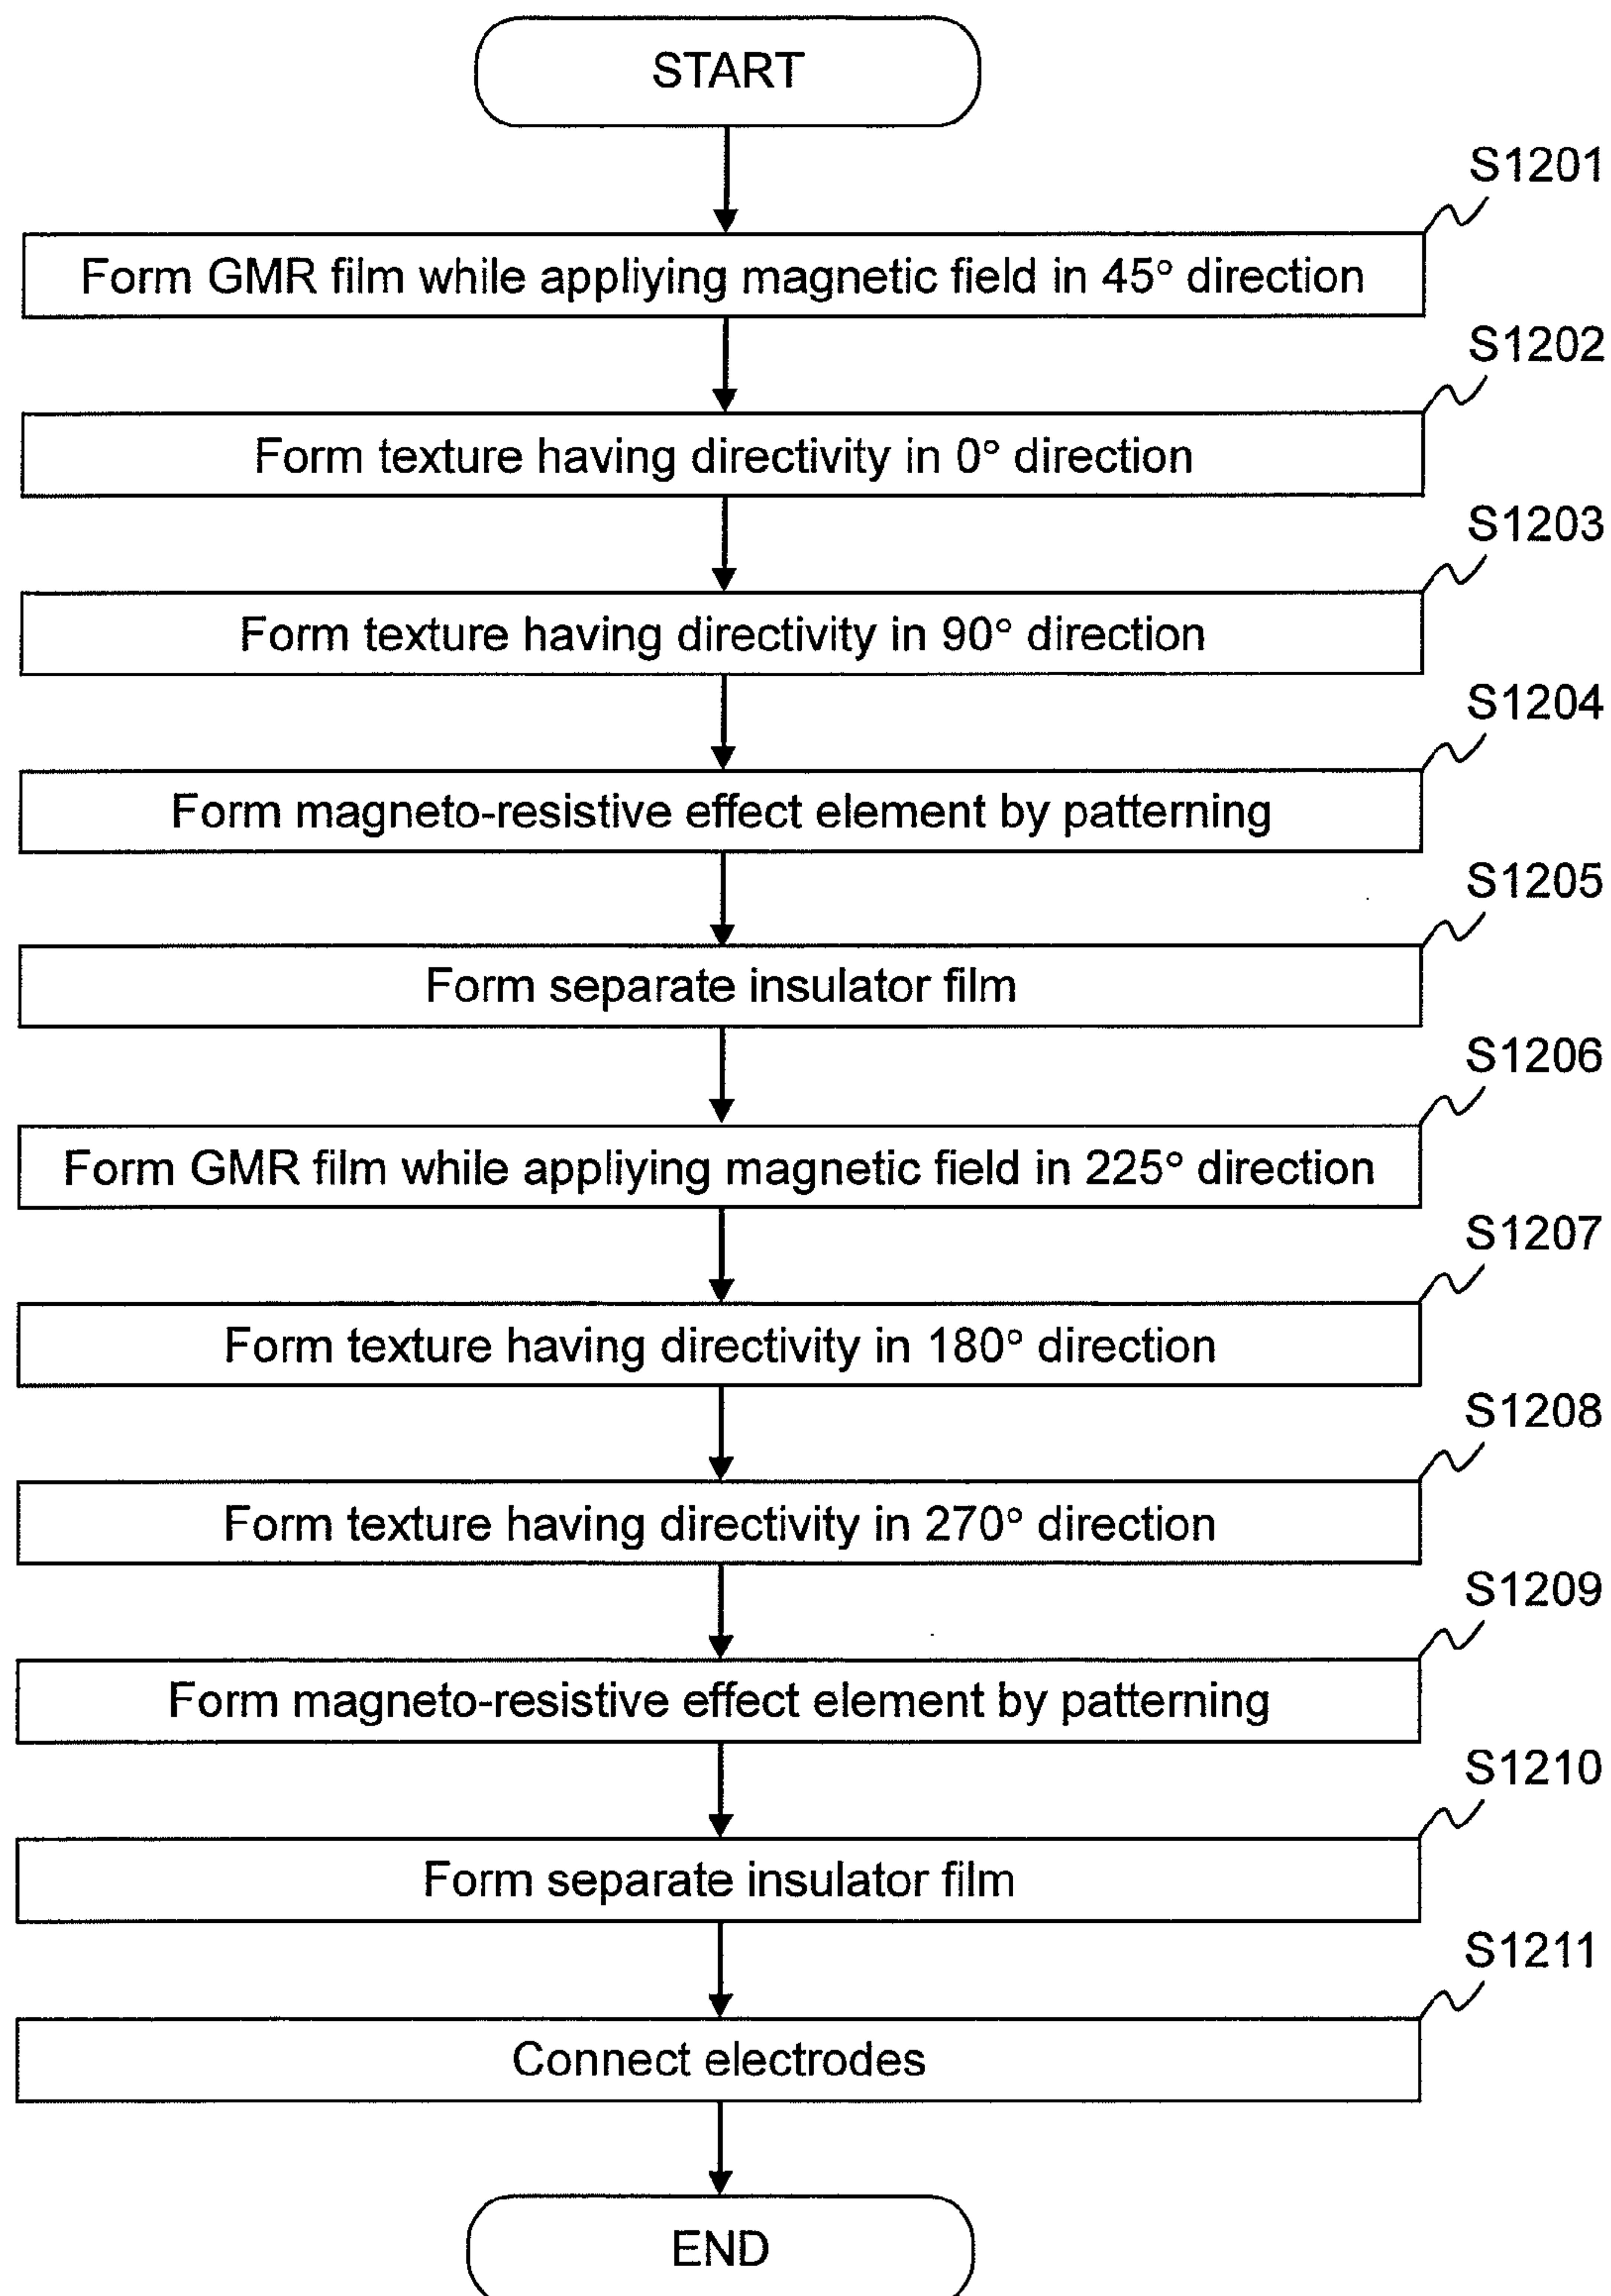 START
S1201
Form GMR film while appliying magnetic field in 45° direction
S1202
Form texture having directivity in 0° direction
S1203
Form texture having directivity in 90° direction
S1204
Form magneto-resistive effect element by patterning
S1205
Form separate insulator film
S1206
Form GMR film while appliying magnetic field in 225° direction
S1207
Form texture having directivity in 180° direction
S1208
Form texture having directivity in 270° direction
S1209
Form magneto-resistive effect element by patterning
S1210
Form separate insulator film
S1211
Connect electrodes
END